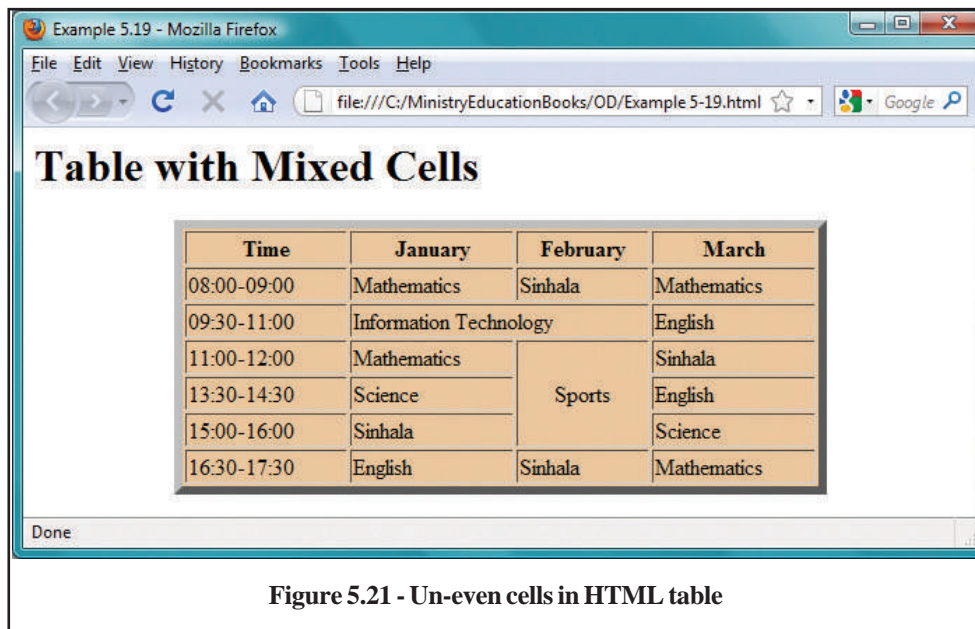 Example 5.19 - Mozilla Firefox
File Edit View History Bookmarks Tools Help
file:///C:/MinistryEducationBooks/OD/Example 5-19.html Google
Table with Mixed Cells
Time January February March
08:00-09:00 Mathematics Sinhala Mathematics
09:30-11:00 Information Technology English
11:00-12:00 Mathematics Sinhala
13:30-14:30 Science Sports English
15:00-16:00 Sinhala Science
16:30-17:30 English Sinhala Mathematics
Done
Figure 5.21 - Un-even cells in HTML table